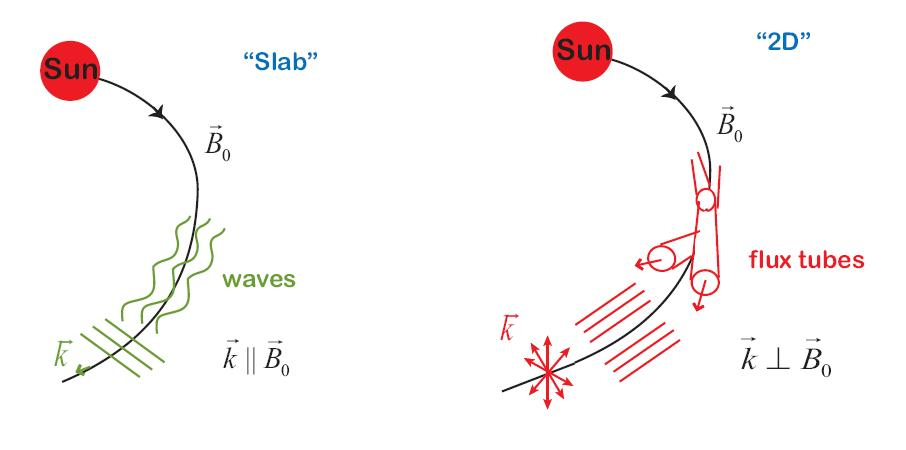 Sun
“Slab”
B⃗₀
waves
k⃗
k⃗ ∥ B⃗₀
Sun
“2D”
B⃗₀
flux tubes
k⃗
k⃗ ⊥ B⃗₀